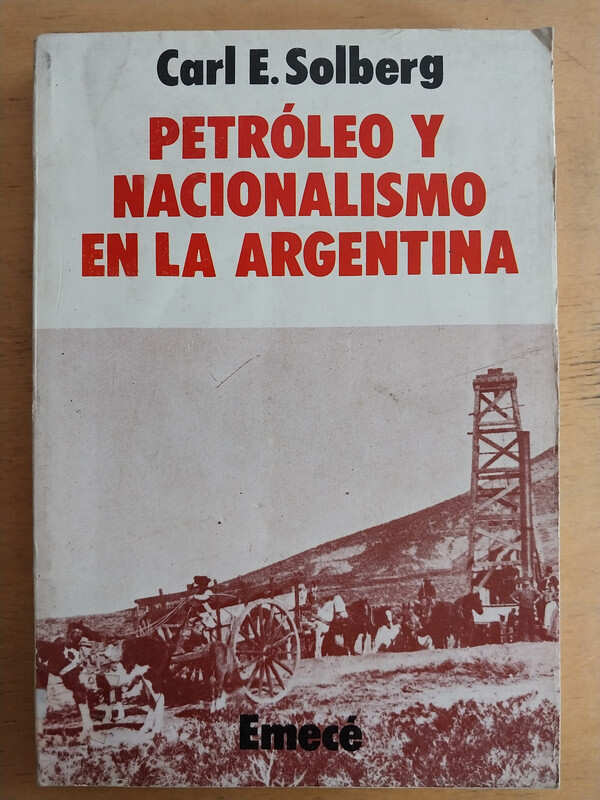 Carl E. Solberg
PETRÓLEO Y
NACIONALISMO
EN LA ARGENTINA
Emecé